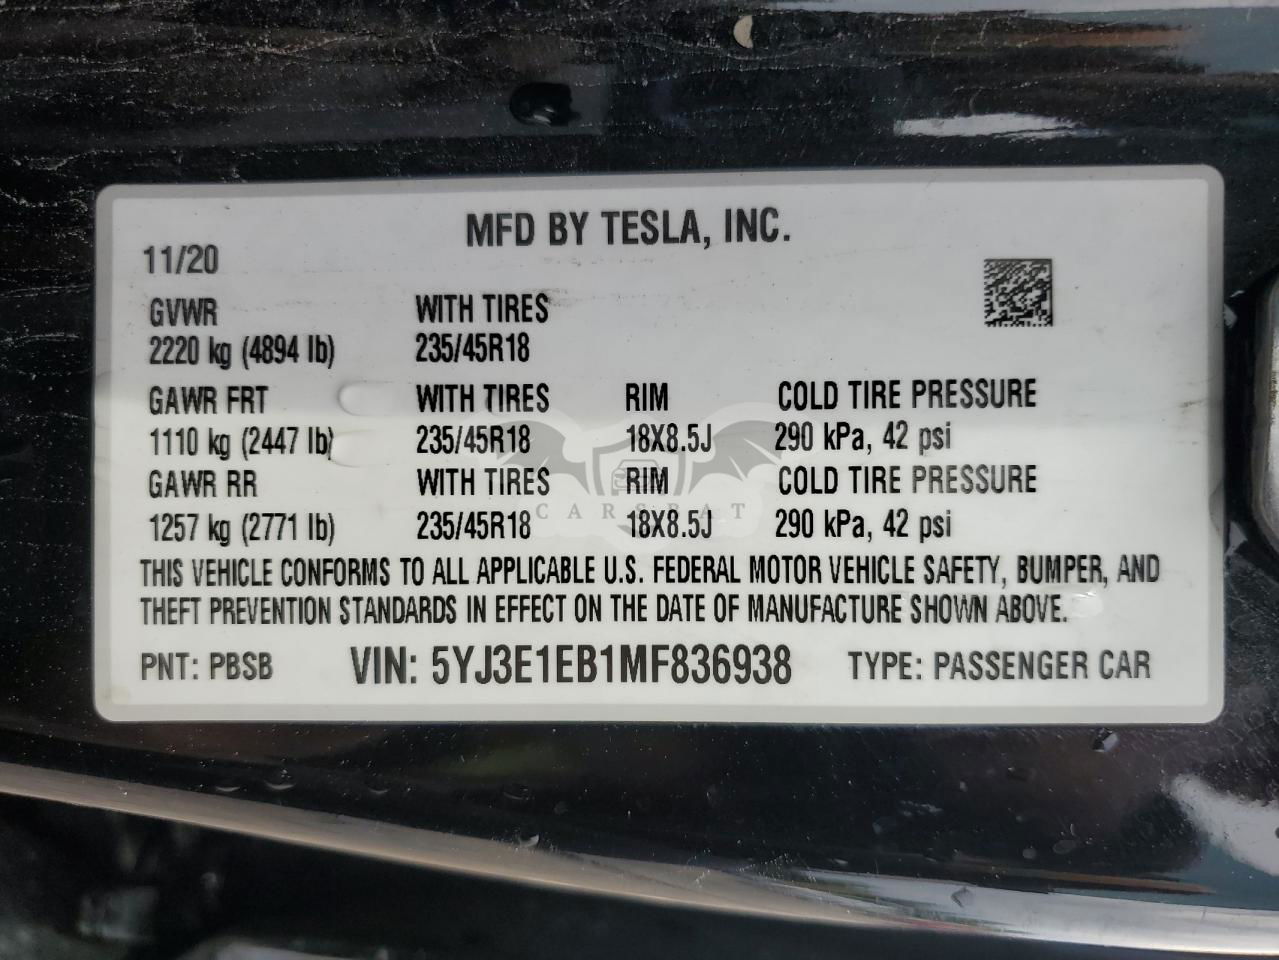 MFD BY TESLA, INC.
11/20
GVWR WITH TIRES
2220 kg (4894 lb) 235/45R18
GAWR FRT WITH TIRES RIM COLD TIRE PRESSURE
1110 kg (2447 lb) 235/45R18 18X8.5J 290 kPa, 42 psi
GAWR RR WITH TIRES RIM COLD TIRE PRESSURE
1257 kg (2771 lb) 235/45R18 18X8.5J 290 kPa, 42 psi
CARSBAT
THIS VEHICLE CONFORMS TO ALL APPLICABLE U.S. FEDERAL MOTOR VEHICLE SAFETY, BUMPER, AND
THEFT PREVENTION STANDARDS IN EFFECT ON THE DATE OF MANUFACTURE SHOWN ABOVE.
PNT: PBSB VIN: 5YJ3E1EB1MF836938 TYPE: PASSENGER CAR